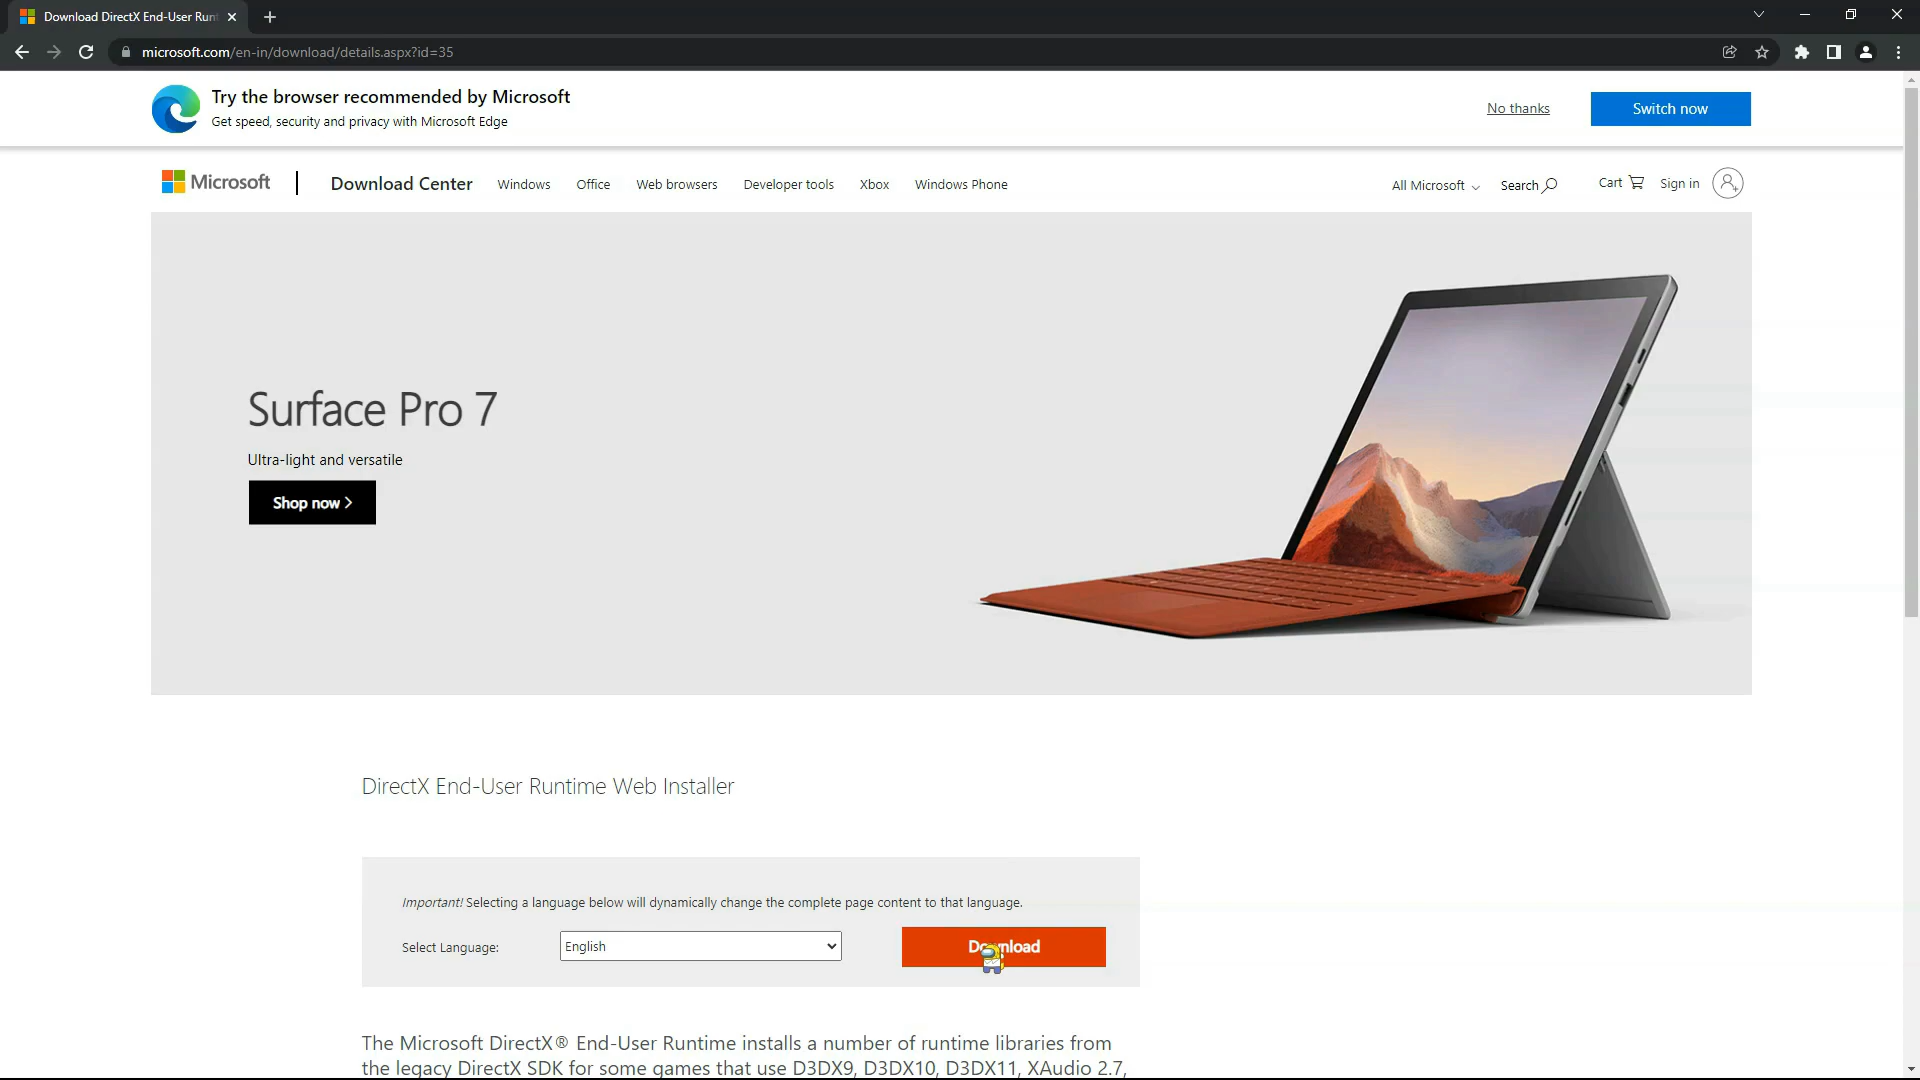 Download DirectX End-User Runt
microsoft.com/en-in/download/details.aspx?id=35
Try the browser recommended by Microsoft
Get speed, security and privacy with Microsoft Edge
No thanks
Switch now
Microsoft
Download Center
Windows
Office
Web browsers
Developer tools
Xbox
Windows Phone
All Microsoft
Search
Cart
Sign in
Surface Pro 7
Ultra-light and versatile
Shop now >
DirectX End-User Runtime Web Installer
Important! Selecting a language below will dynamically change the complete page content to that language.
Select Language:
English
Download
The Microsoft DirectX® End-User Runtime installs a number of runtime libraries from
the legacy DirectX SDK for some games that use D3DX9, D3DX10, D3DX11, XAudio 2.7,